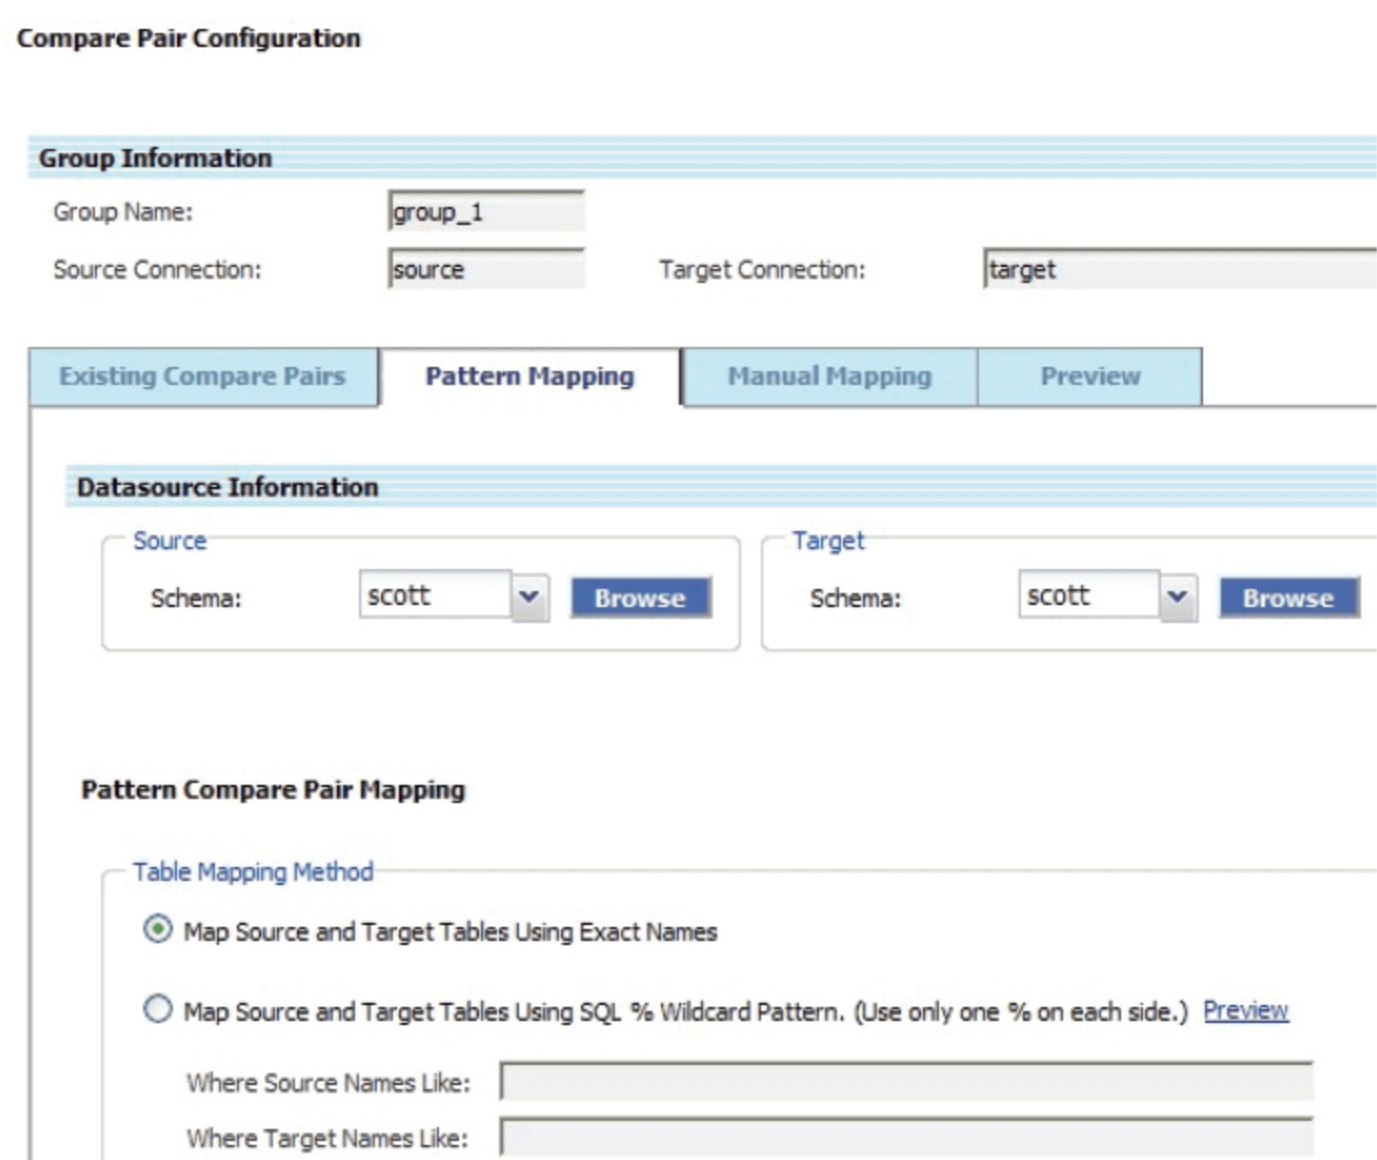 Compare Pair Configuration
Group Information
Group Name: group_1
Source Connection: source Target Connection: target
Existing Compare Pairs Pattern Mapping Manual Mapping Preview
Datasource Information
Source Target
Schema: scott Browse Schema: scott Browse
Pattern Compare Pair Mapping
Table Mapping Method
Map Source and Target Tables Using Exact Names
Map Source and Target Tables Using SQL % Wildcard Pattern. (Use only one % on each side.) Preview
Where Source Names Like:
Where Target Names Like: